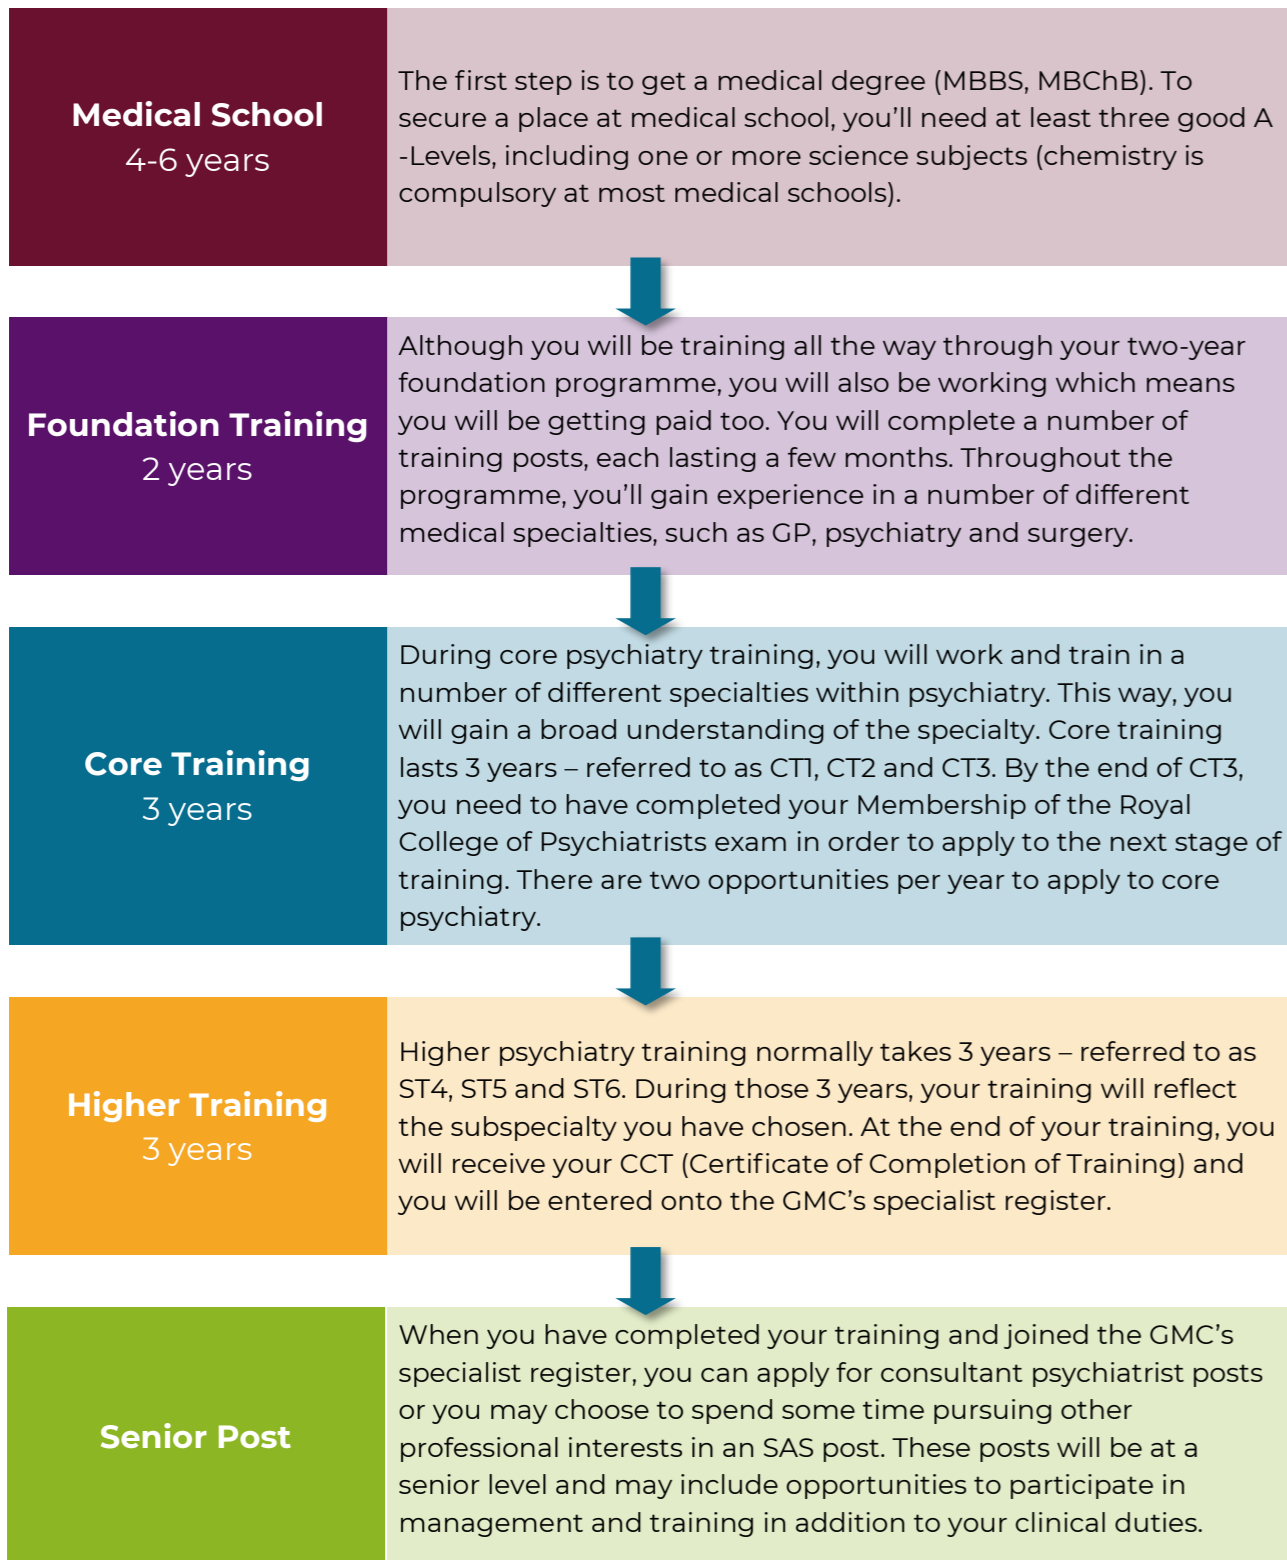 Medical School
4-6 years
The first step is to get a medical degree (MBBS, MBChB). To
secure a place at medical school, you’ll need at least three good A
-Levels, including one or more science subjects (chemistry is
compulsory at most medical schools).
Foundation Training
2 years
Although you will be training all the way through your two-year
foundation programme, you will also be working which means
you will be getting paid too. You will complete a number of
training posts, each lasting a few months. Throughout the
programme, you’ll gain experience in a number of different
medical specialties, such as GP, psychiatry and surgery.
Core Training
3 years
During core psychiatry training, you will work and train in a
number of different specialties within psychiatry. This way, you
will gain a broad understanding of the specialty. Core training
lasts 3 years – referred to as CT1, CT2 and CT3. By the end of CT3,
you need to have completed your Membership of the Royal
College of Psychiatrists exam in order to apply to the next stage of
training. There are two opportunities per year to apply to core
psychiatry.
Higher Training
3 years
Higher psychiatry training normally takes 3 years – referred to as
ST4, ST5 and ST6. During those 3 years, your training will reflect
the subspecialty you have chosen. At the end of your training, you
will receive your CCT (Certificate of Completion of Training) and
you will be entered onto the GMC’s specialist register.
Senior Post
When you have completed your training and joined the GMC’s
specialist register, you can apply for consultant psychiatrist posts
or you may choose to spend some time pursuing other
professional interests in an SAS post. These posts will be at a
senior level and may include opportunities to participate in
management and training in addition to your clinical duties.